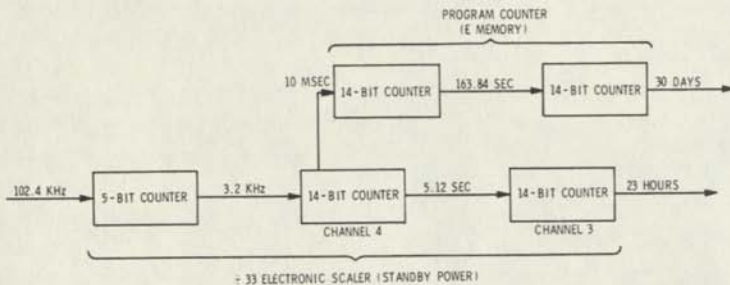 PROGRAM COUNTER
(E MEMORY)
10 MSEC
14-BIT COUNTER
163.84 SEC
14-BIT COUNTER
30 DAYS
102.4 KHz
5-BIT COUNTER
3.2 KHz
14-BIT COUNTER
5.12 SEC
14-BIT COUNTER
23 HOURS
CHANNEL 4
CHANNEL 3
÷ 33 ELECTRONIC SCALER (STANDBY POWER)